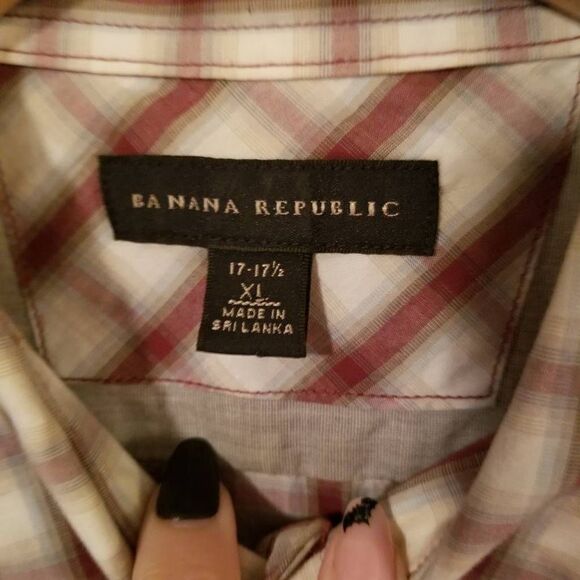 BANANA REPUBLIC
17-17½
XL
MADE IN
SRI LANKA